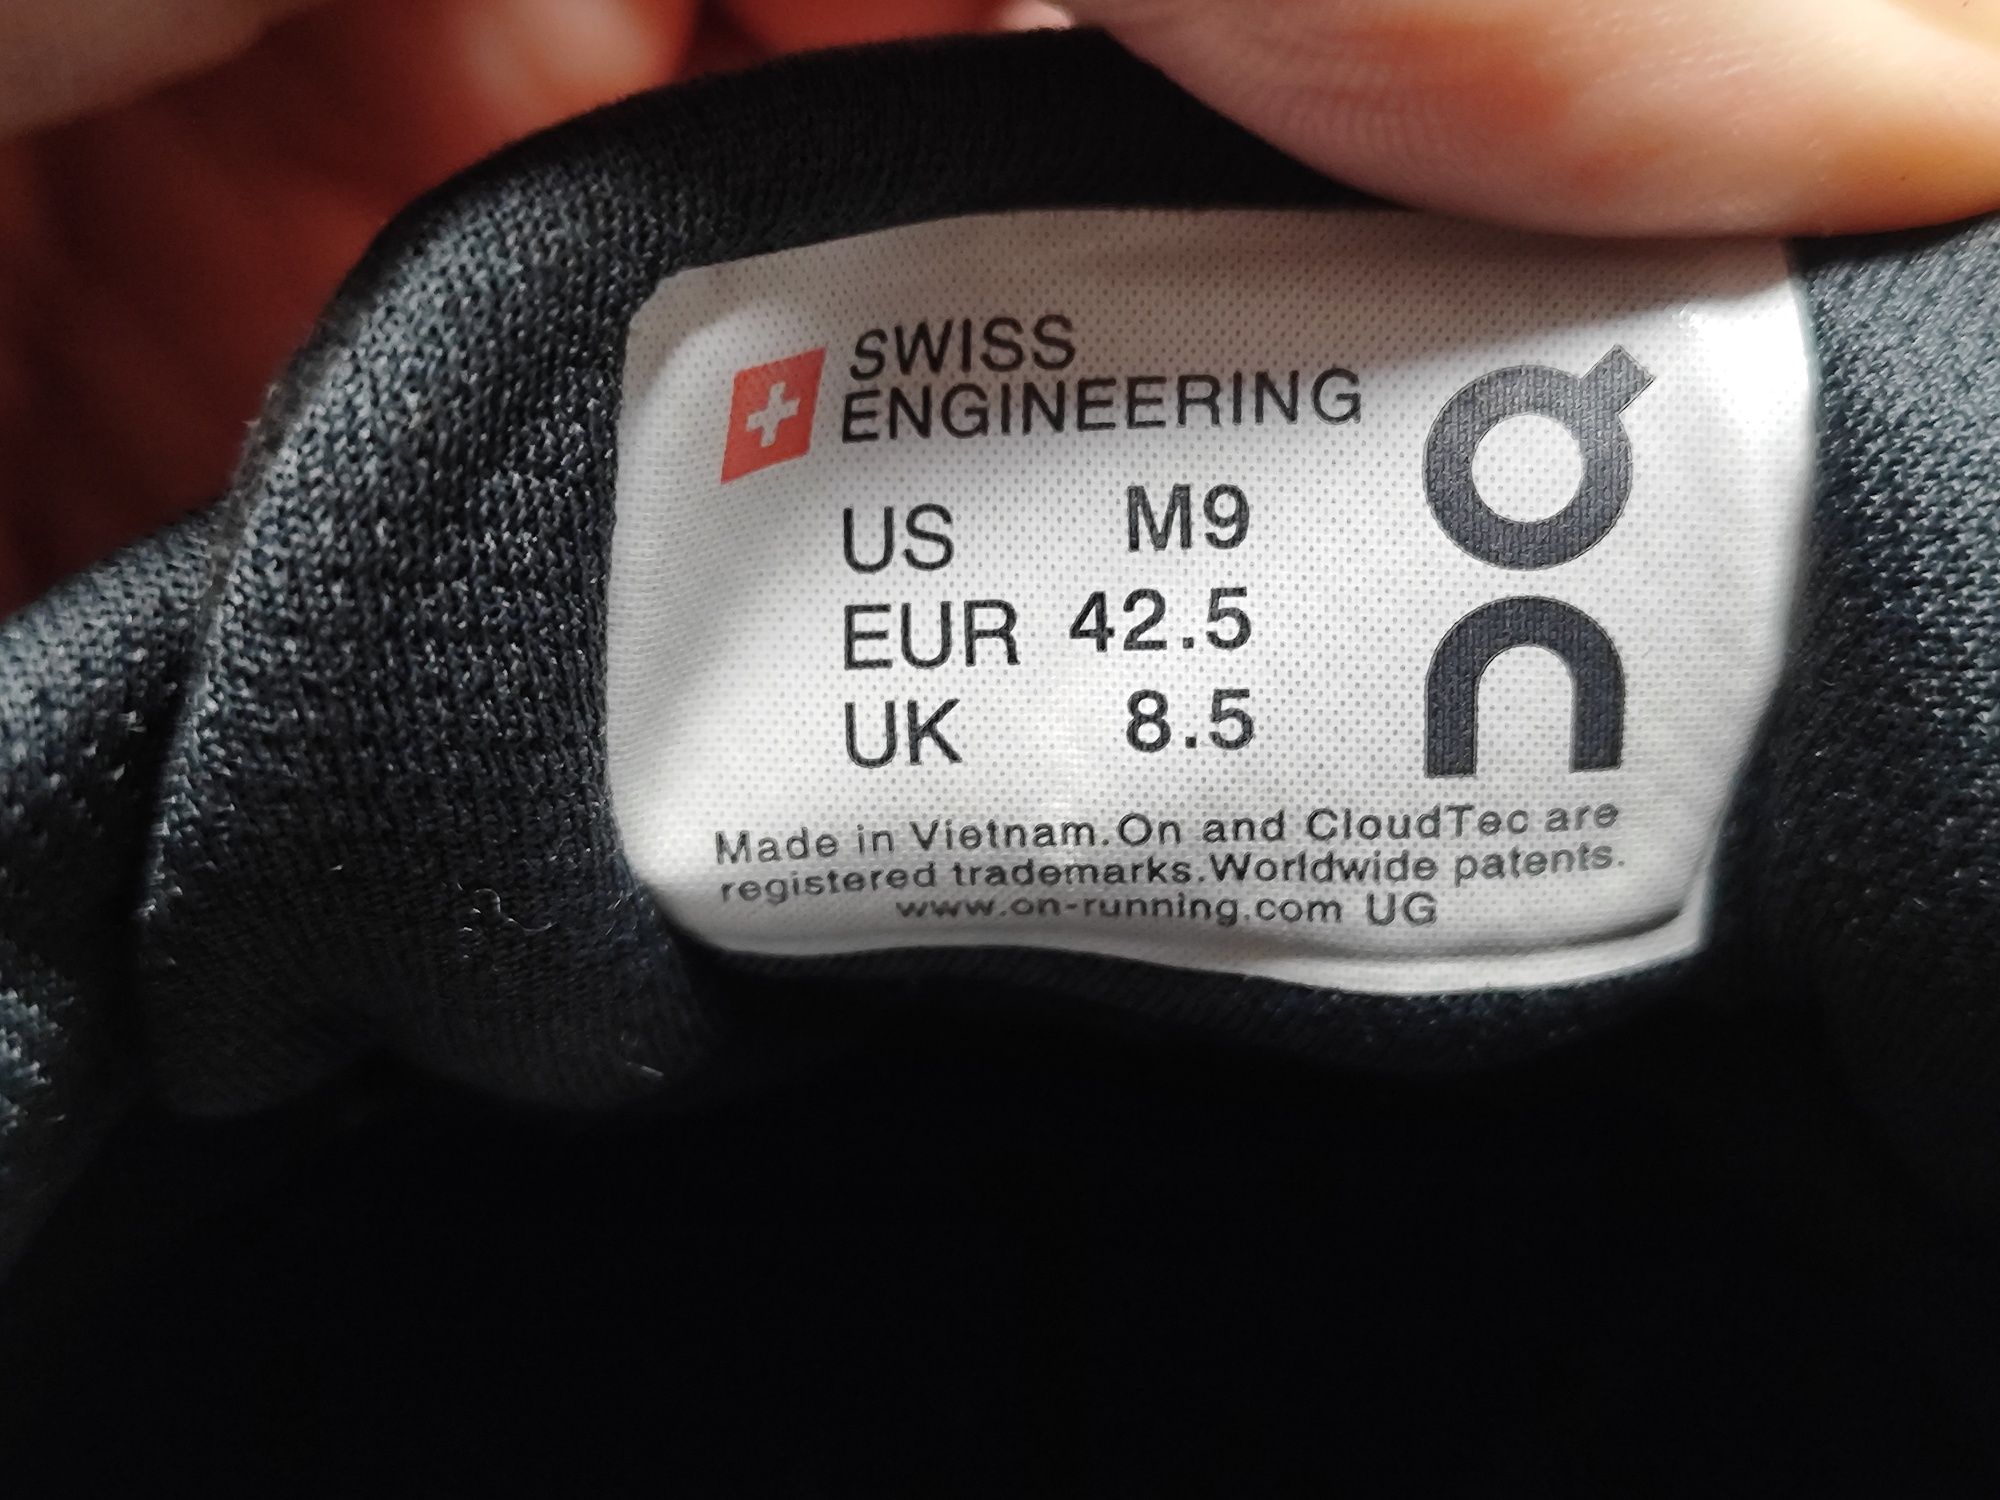 SWISS
ENGINEERING
US M9
EUR 42.5
UK 8.5
On
Made in Vietnam.On and CloudTec are
registered trademarks.Worldwide patents.
www.on-running.com UG